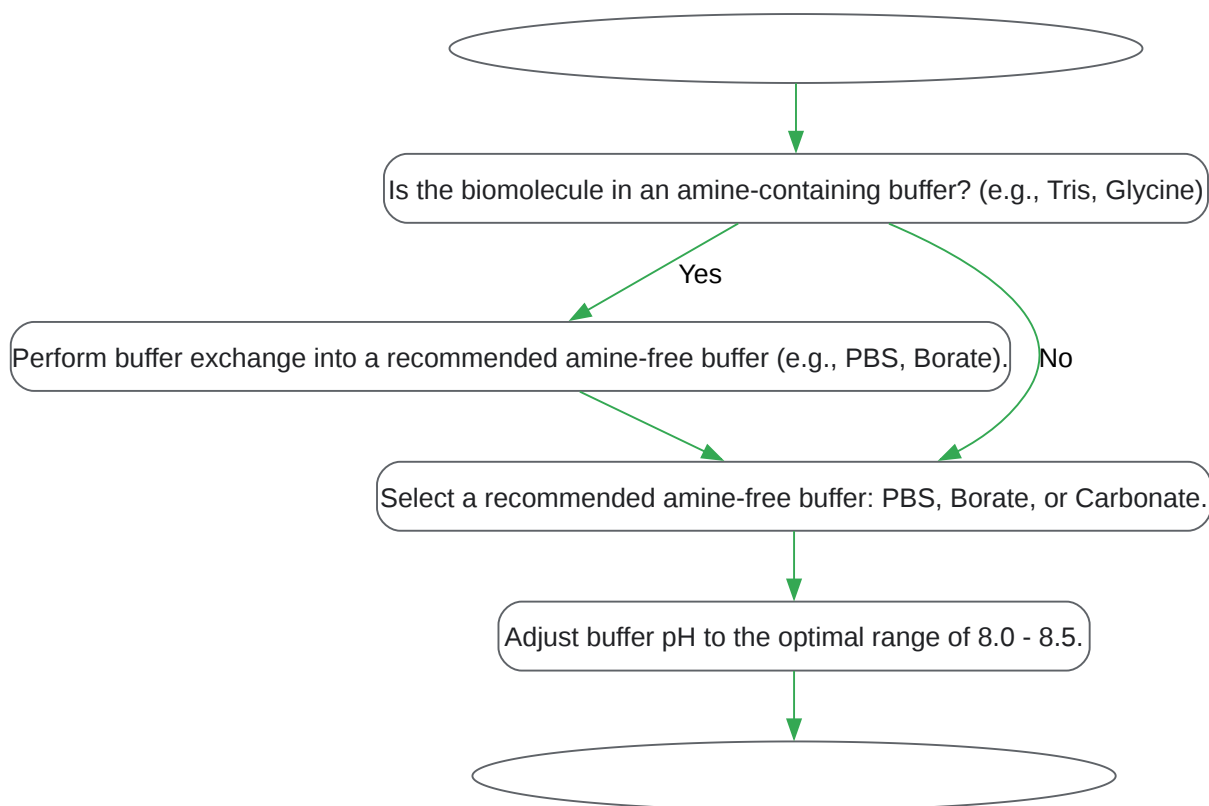 Is the biomolecule in an amine-containing buffer? (e.g., Tris, Glycine)
Yes
Perform buffer exchange into a recommended amine-free buffer (e.g., PBS, Borate).
No
Select a recommended amine-free buffer: PBS, Borate, or Carbonate.
Adjust buffer pH to the optimal range of 8.0 - 8.5.